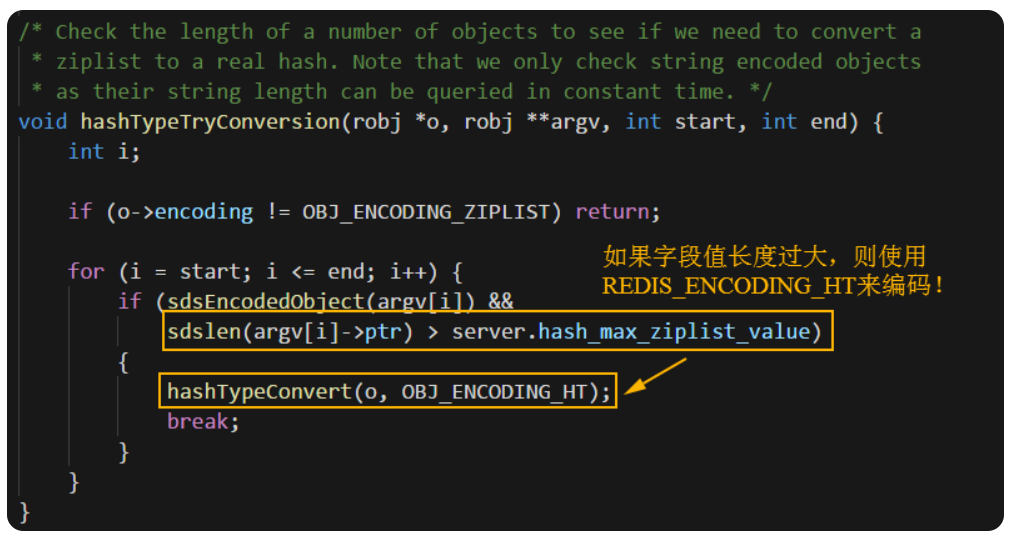 /* Check the length of a number of objects to see if we need to convert a
 * ziplist to a real hash. Note that we only check string encoded objects
 * as their string length can be queried in constant time. */
void hashTypeTryConversion(robj *o, robj **argv, int start, int end) {
    int i;
    if (o->encoding != OBJ_ENCODING_ZIPLIST) return;
如果字段值长度过大，则使用
REDIS_ENCODING_HT来编码！
    for (i = start; i <= end; i++) {
        if (sdsEncodedObject(argv[i]) &&
            sdslen(argv[i]->ptr) > server.hash_max_ziplist_value)
        {
            hashTypeConvert(o, OBJ_ENCODING_HT);
            break;
        }
    }
}